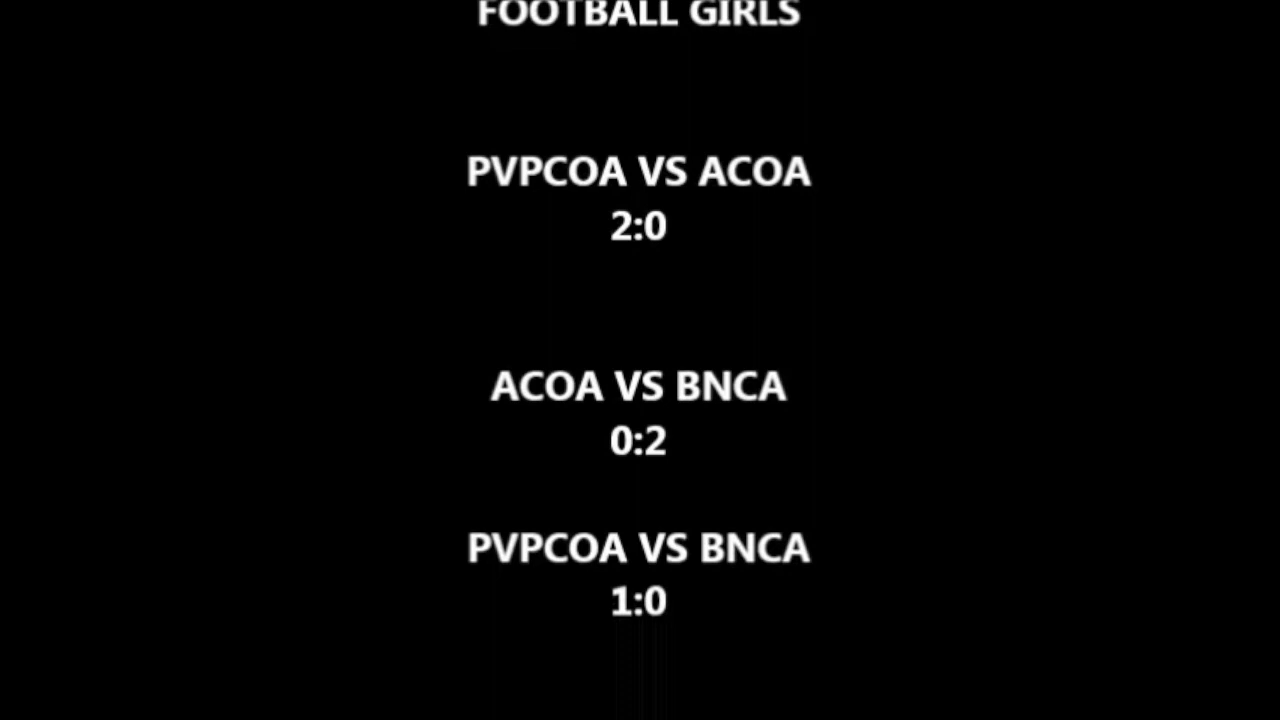 FOOTBALL GIRLS
PVPCOA VS ACOA
2:0
ACOA VS BNCA
0:2
PVPCOA VS BNCA
1:0